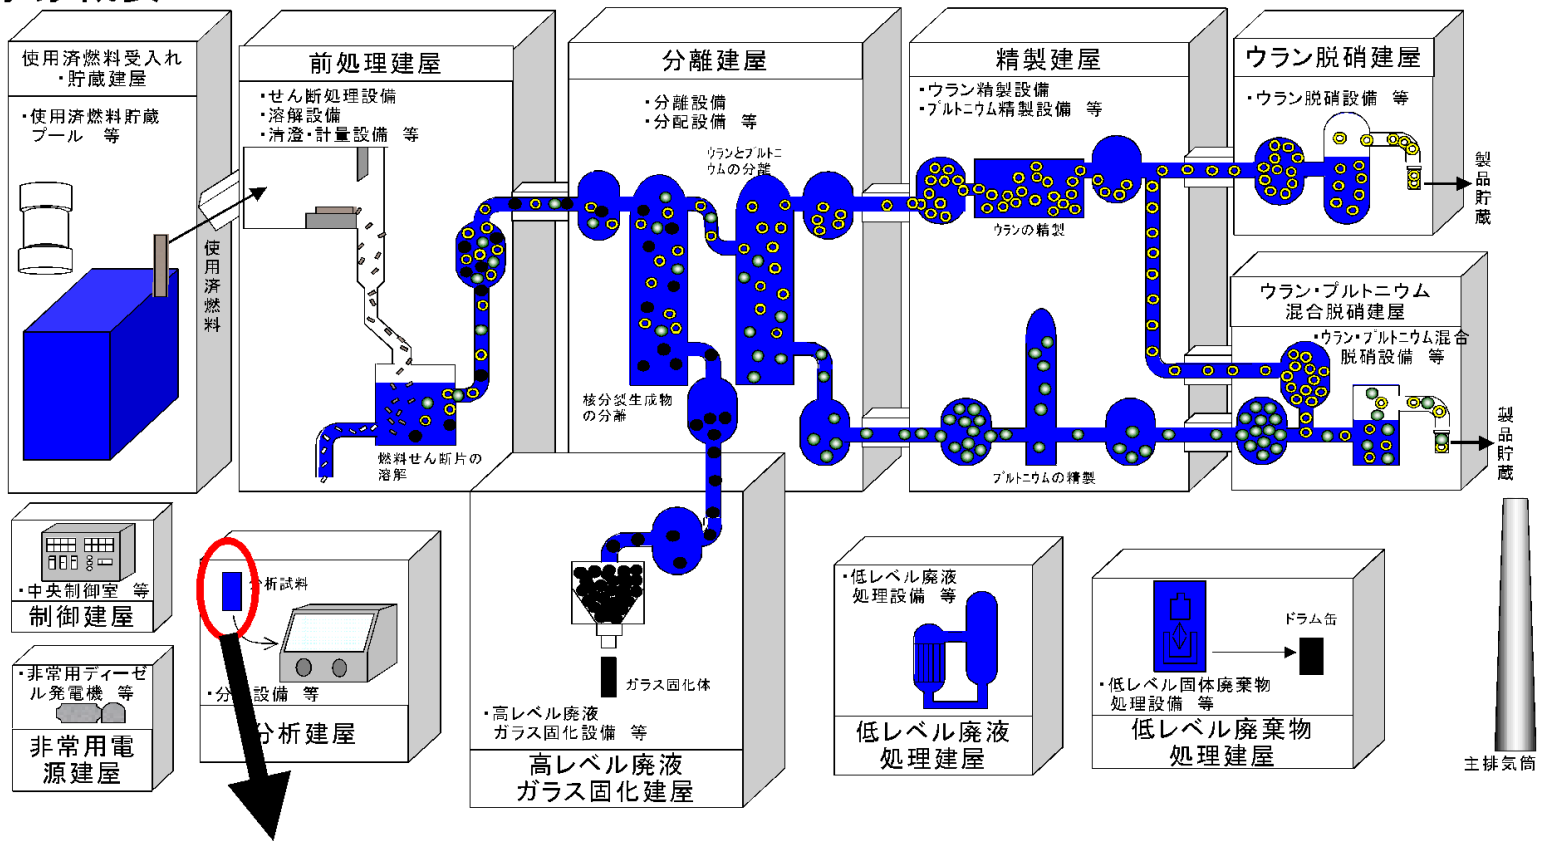 使用済燃料受入れ
・貯蔵建屋
・使用済燃料貯蔵
プール 等
使用済燃料
前処理建屋
・せん断処理設備
・溶解設備
・清澄・計量設備 等
燃料せん断片の
溶解
分離建屋
・分離設備
・分配設備 等
ウランとプルトニ
ウムの分離
核分裂生成物
の分離
精製建屋
・ウラン精製設備
・プルトニウム精製設備 等
ウランの精製
プルトニウムの精製
ウラン脱硝建屋
・ウラン脱硝設備 等
製品貯蔵
ウラン・プルトニウム
混合脱硝建屋
・ウラン・プルトニウム混合
脱硝設備 等
製品貯蔵
・中央制御室 等
制御建屋
・非常用ディーゼ
ル発電機 等
非常用電
源建屋
分析試料
・分 設備 等
分析建屋
ガラス固化体
・高レベル廃液
ガラス固化設備 等
高レベル廃液
ガラス固化建屋
・低レベル廃液
処理設備 等
低レベル廃液
処理建屋
ドラム缶
・低レベル固体廃棄物
処理設備 等
低レベル廃棄物
処理建屋
主排気筒